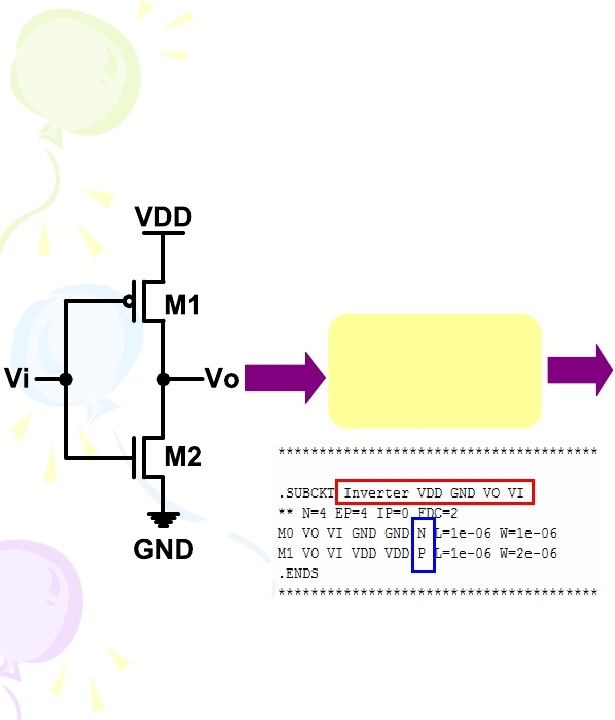 VDD
M1
Vi
Vo
M2
GND
****************************************
.SUBCKT Inverter VDD GND VO VI
** N=4 EP=4 IP=0 FDC=2
M0 VO VI GND GND N L=1e-06 W=1e-06
M1 VO VI VDD VDD P L=1e-06 W=2e-06
.ENDS
****************************************